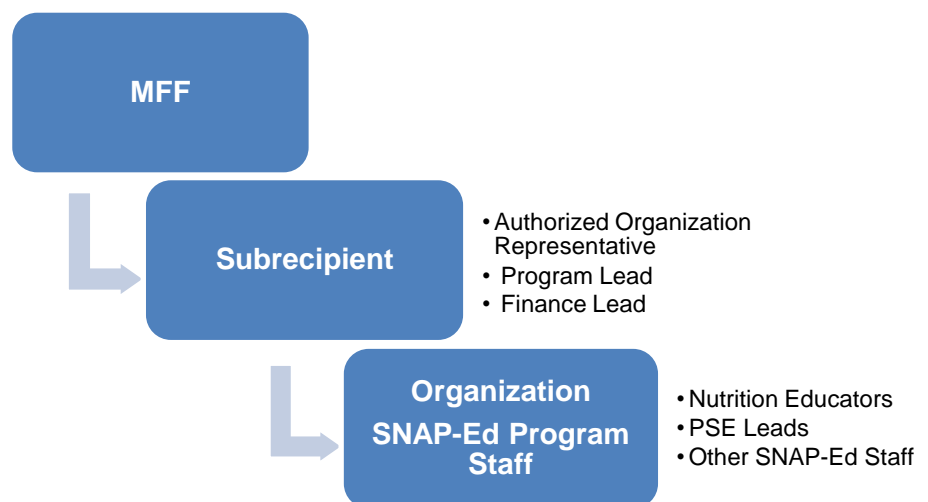 MFF
Subrecipient
• Authorized Organization
Representative
• Program Lead
• Finance Lead
Organization
SNAP-Ed Program
Staff
• Nutrition Educators
• PSE Leads
• Other SNAP-Ed Staff